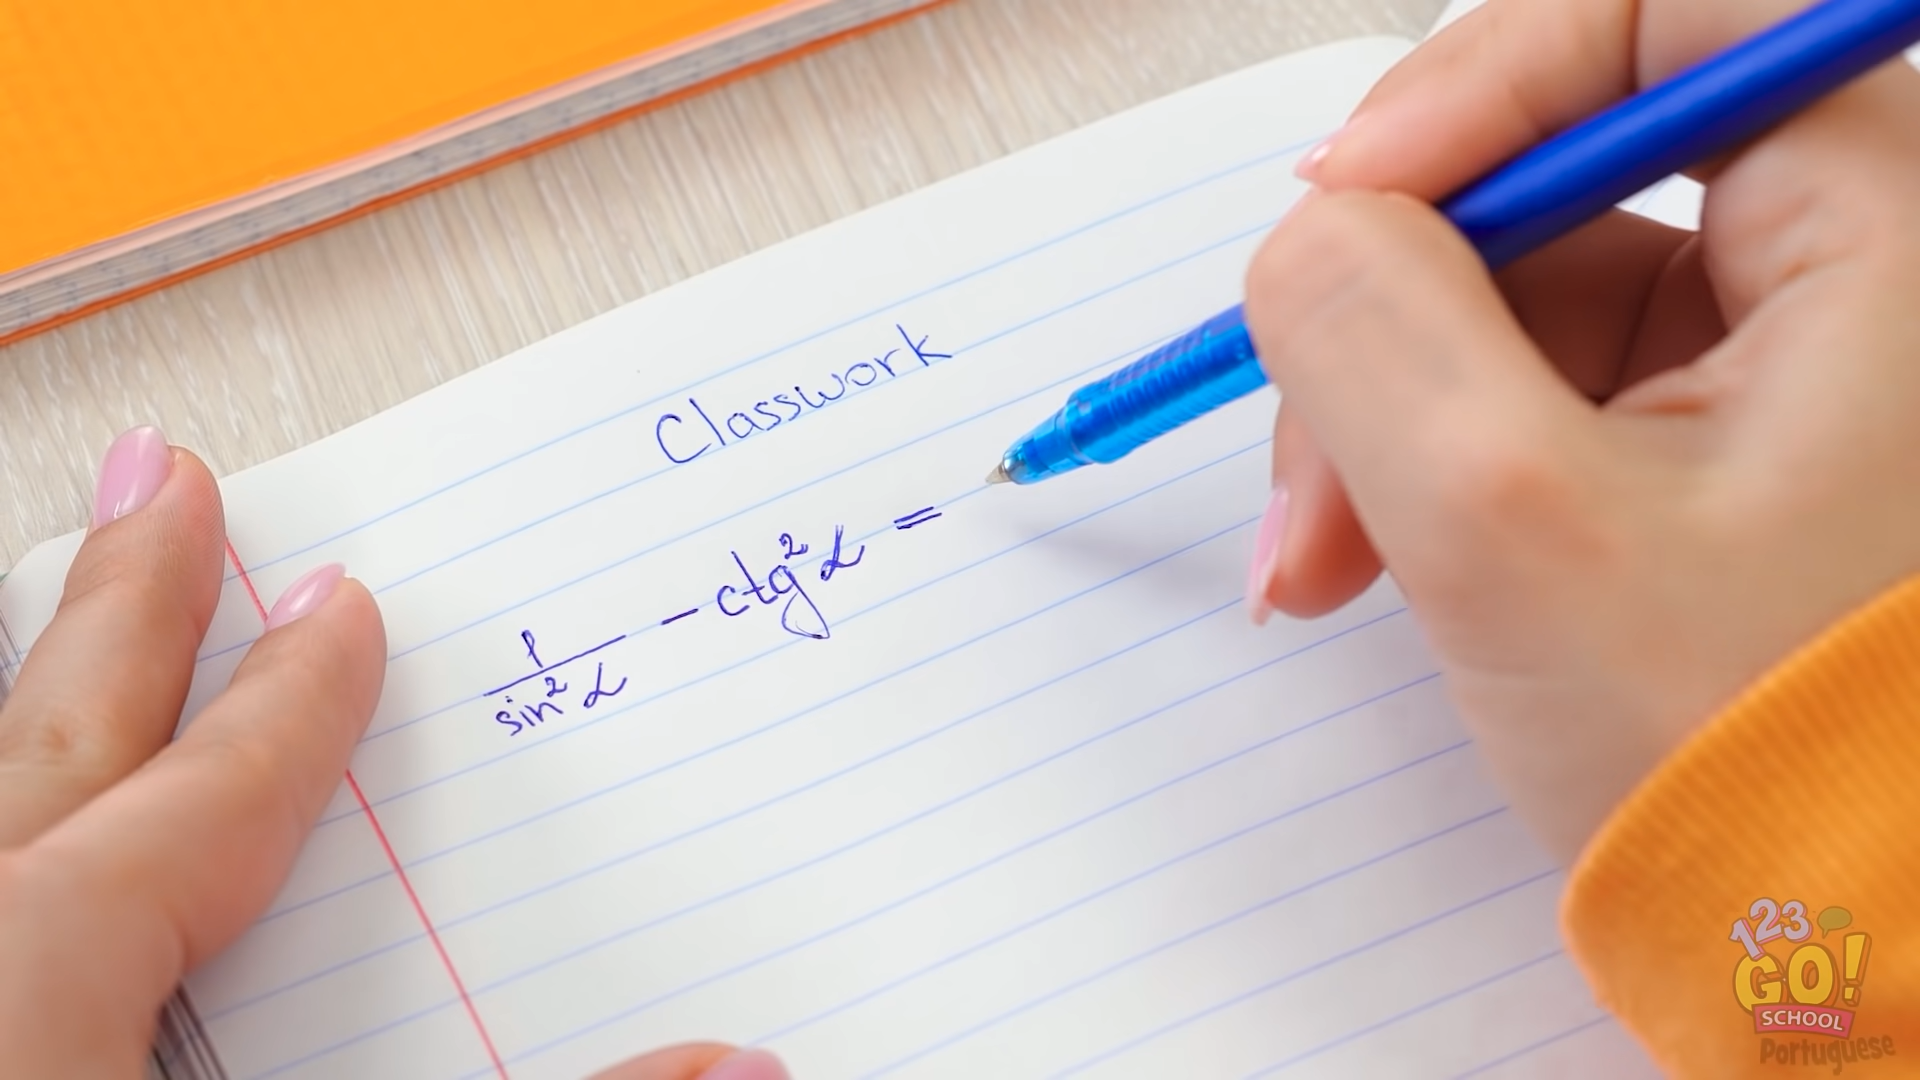 Classwork
1/sin²α - ctg²α =
123
GO!
SCHOOL
Portuguese